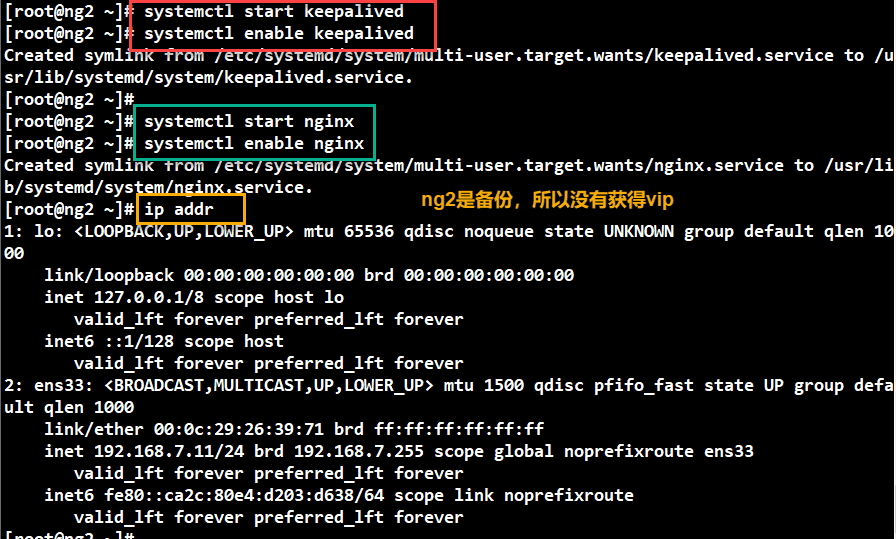 [root@ng2 ~]# systemctl start keepalived
[root@ng2 ~]# systemctl enable keepalived
Created symlink from /etc/systemd/system/multi-user.target.wants/keepalived.service to /u
sr/lib/systemd/system/keepalived.service.
[root@ng2 ~]#
[root@ng2 ~]# systemctl start nginx
[root@ng2 ~]# systemctl enable nginx
Created symlink from /etc/systemd/system/multi-user.target.wants/nginx.service to /usr/li
b/systemd/system/nginx.service.
[root@ng2 ~]# ip addr
ng2是备份，所以没有获得vip
1: lo: <LOOPBACK,UP,LOWER_UP> mtu 65536 qdisc noqueue state UNKNOWN group default qlen 10
00
    link/loopback 00:00:00:00:00:00 brd 00:00:00:00:00:00
    inet 127.0.0.1/8 scope host lo
       valid_lft forever preferred_lft forever
    inet6 ::1/128 scope host
       valid_lft forever preferred_lft forever
2: ens33: <BROADCAST,MULTICAST,UP,LOWER_UP> mtu 1500 qdisc pfifo_fast state UP group defa
ult qlen 1000
    link/ether 00:0c:29:26:39:71 brd ff:ff:ff:ff:ff:ff
    inet 192.168.7.11/24 brd 192.168.7.255 scope global noprefixroute ens33
       valid_lft forever preferred_lft forever
    inet6 fe80::ca2c:80e4:d203:d638/64 scope link noprefixroute
       valid_lft forever preferred_lft forever
[root@ng2 ~]#